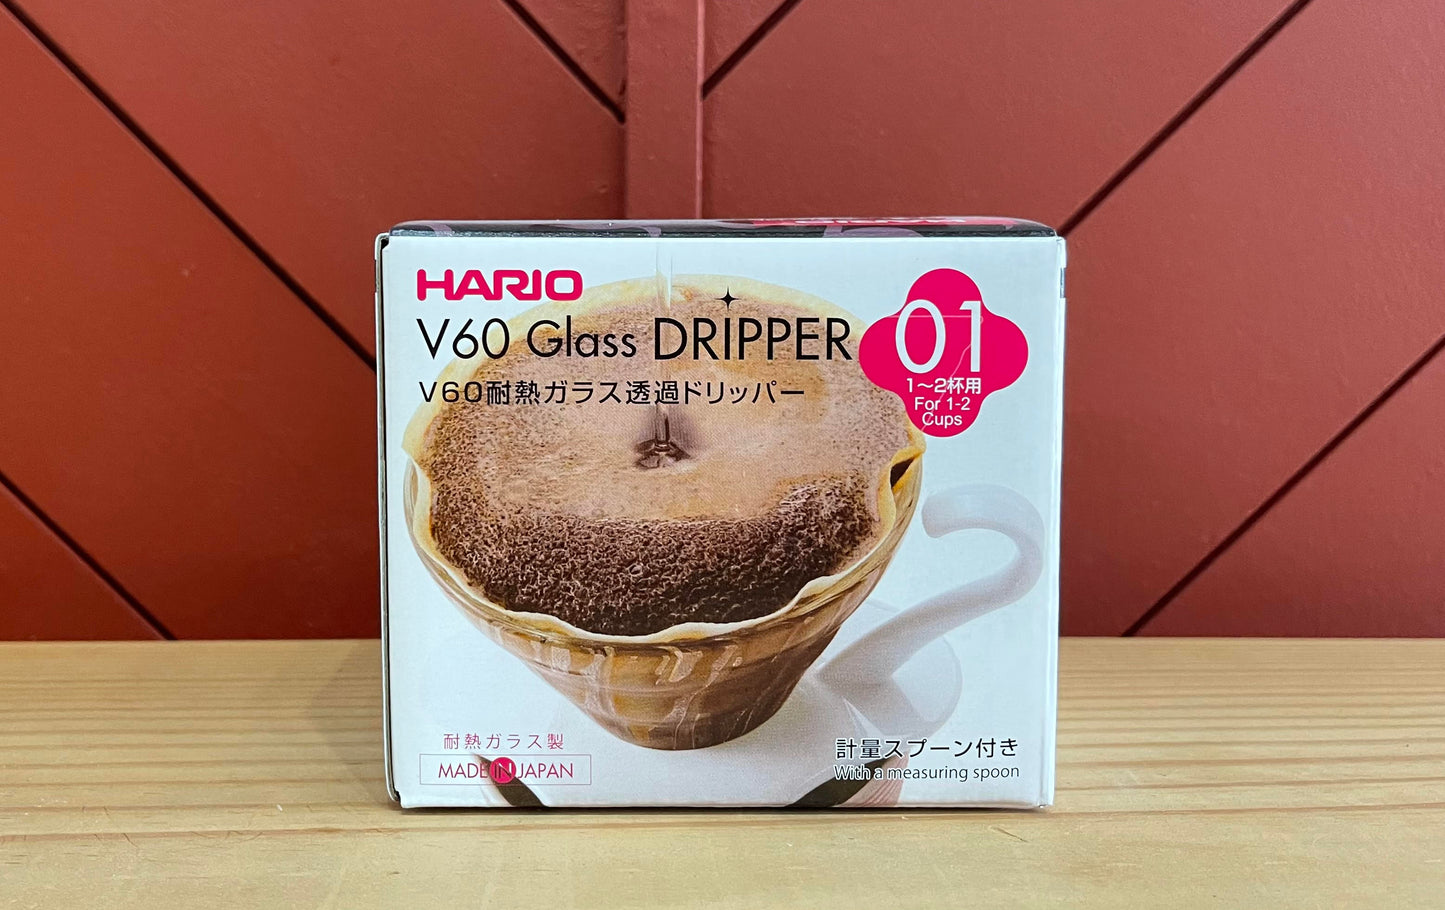 HARIO
V60 Glass DRIPPER
V60耐熱ガラス透過ドリッパー
01
1〜2杯用
For 1-2
Cups
耐熱ガラス製
MADE IN JAPAN
計量スプーン付き
With a measuring spoon